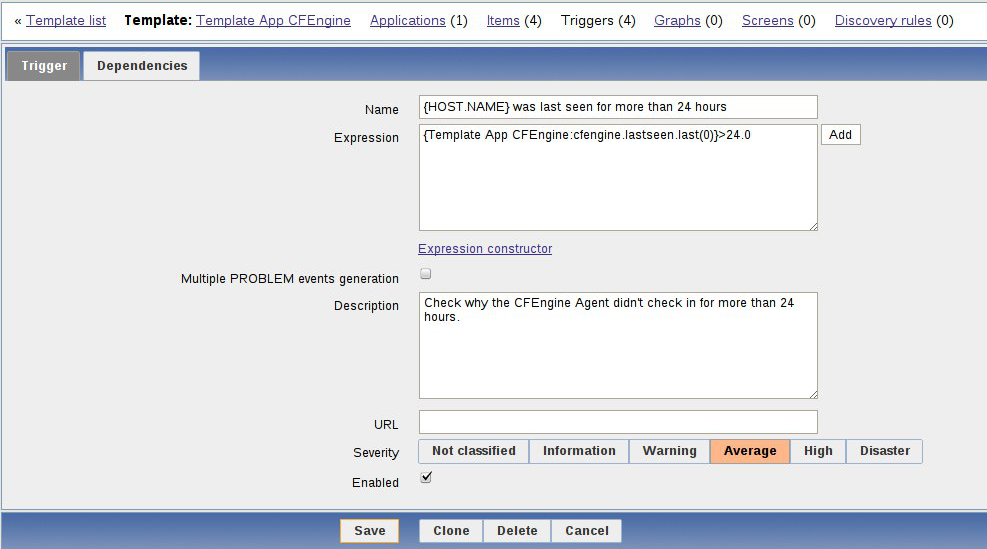 « Template list Template: Template App CFEngine Applications (1) Items (4) Triggers (4) Graphs (0) Screens (0) Discovery rules (0)
Trigger Dependencies
Name {HOST.NAME} was last seen for more than 24 hours
Expression {Template App CFEngine:cfengine.lastseen.last(0)}>24.0 Add
Expression constructor
Multiple PROBLEM events generation
Description Check why the CFEngine Agent didn't check in for more than 24
hours.
URL
Severity Not classified Information Warning Average High Disaster
Enabled
Save Clone Delete Cancel